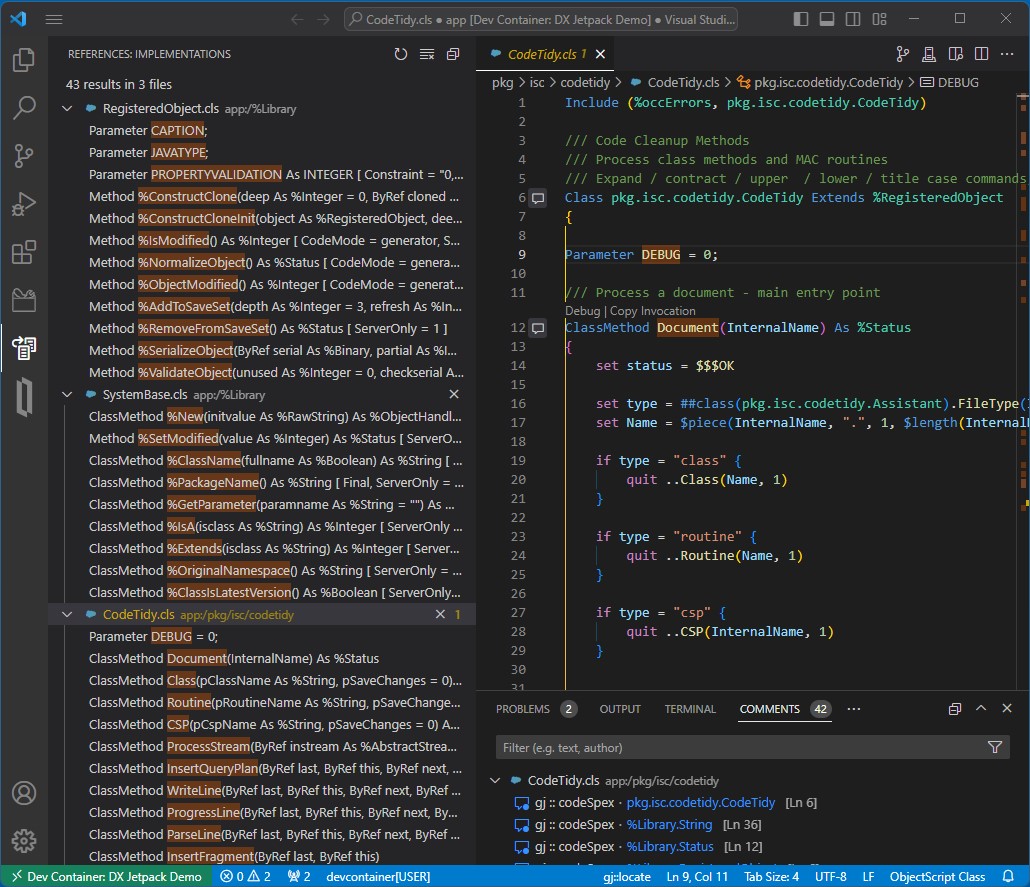 CodeTidy.cls ● app [Dev Container: DX Jetpack Demo] ● Visual Studi...
REFERENCES: IMPLEMENTATIONS
43 results in 3 files
RegisteredObject.cls app:/%Library
Parameter CAPTION;
Parameter JAVATYPE;
Parameter PROPERTYVALIDATION As INTEGER [ Constraint = "0,...
Method %ConstructClone(deep As %Integer = 0, ByRef cloned ...
Method %ConstructCloneInit(object As %RegisteredObject, dee...
Method %IsModified() As %Integer [ CodeMode = generator, S...
Method %NormalizeObject() As %Status [ CodeMode = genera...
Method %ObjectModified() As %Integer [ CodeMode = generat...
Method %AddToSaveSet(depth As %Integer = 3, refresh As %In...
Method %RemoveFromSaveSet() As %Status [ ServerOnly = 1 ]
Method %SerializeObject(ByRef serial As %Binary, partial As %I...
Method %ValidateObject(unused As %Integer = 0, checkserial A...
SystemBase.cls app:/%Library
ClassMethod %New(initvalue As %RawString) As %ObjectHandl...
Method %SetModified(value As %Integer) As %Status [ ServerO...
ClassMethod %ClassName(fullname As %Boolean) As %String [ ...
ClassMethod %PackageName() As %String [ Final, ServerOnly = ...
ClassMethod %GetParameter(paramname As %String = "") As ...
ClassMethod %IsA(isclass As %String) As %Integer [ ServerOnly ...
ClassMethod %Extends(isclass As %String) As %Integer [ Server...
ClassMethod %OriginalNamespace() As %String [ ServerOnly = ...
ClassMethod %ClassIsLatestVersion() As %Boolean [ ServerOnly...
CodeTidy.cls app:/pkg/isc/codetidy 1
Parameter DEBUG = 0;
ClassMethod Document(InternalName) As %Status
ClassMethod Class(pClassName As %String, pSaveChanges = 0)...
ClassMethod Routine(pRoutineName As %String, pSaveChange...
ClassMethod CSP(pCspName As %String, pSaveChanges = 0) A...
ClassMethod ProcessStream(ByRef instream As %AbstractStrea...
ClassMethod InsertQueryPlan(ByRef last, ByRef this, ByRef next, ...
ClassMethod WriteLine(ByRef last, ByRef this, ByRef next, ByRef ...
ClassMethod ProgressLine(ByRef last, ByRef this, ByRef next, By...
ClassMethod ParseLine(ByRef last, ByRef this, ByRef next, ByRef ...
ClassMethod InsertFragment(ByRef last, ByRef this)
CodeTidy.cls 1
pkg > isc > codetidy > CodeTidy.cls > pkg.isc.codetidy.CodeTidy > DEBUG
1 Include (%occErrors, pkg.isc.codetidy.CodeTidy)
2
3 /// Code Cleanup Methods
4 /// Process class methods and MAC routines
5 /// Expand / contract / upper / lower / title case commands
6 Class pkg.isc.codetidy.CodeTidy Extends %RegisteredObject
7 {
8
9 Parameter DEBUG = 0;
10
11 /// Process a document - main entry point
Debug | Copy Invocation
12 ClassMethod Document(InternalName) As %Status
13 {
14 set status = $$$OK
15
16 set type = ##class(pkg.isc.codetidy.Assistant).FileType(
17 set Name = $piece(InternalName, ".", 1, $length(Internal
18
19 if type = "class" {
20 quit ..Class(Name, 1)
21 }
22
23 if type = "routine" {
24 quit ..Routine(Name, 1)
25 }
26
27 if type = "csp" {
28 quit ..CSP(InternalName, 1)
29 }
30
31
PROBLEMS 2 OUTPUT TERMINAL COMMENTS 42 ...
Filter (e.g. text, author)
CodeTidy.cls app:/pkg/isc/codetidy
gj :: codeSpex · pkg.isc.codetidy.CodeTidy [Ln 6]
gj :: codeSpex · %Library.String [Ln 36]
gj :: codeSpex · %Library.Status [Ln 12]
Dev Container: DX Jetpack Demo 0 2 2 devcontainer[USER] gj::locate Ln 9, Col 11 Tab Size: 4 UTF-8 LF ObjectScript Class